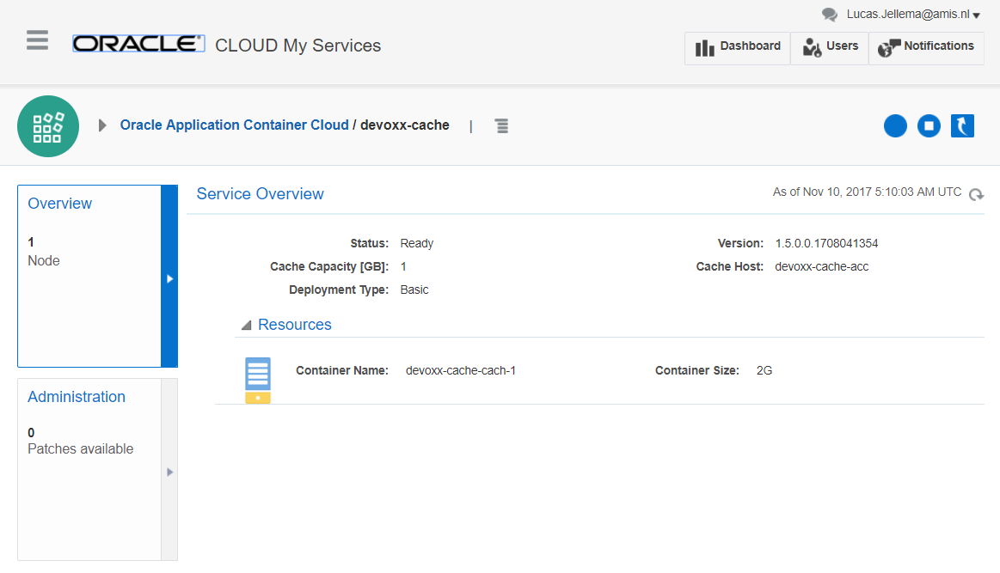 Lucas.Jellema@amis.nl
ORACLE CLOUD My Services
Dashboard Users Notifications
Oracle Application Container Cloud / devoxx-cache |
Overview
1
Node
Administration
0
Patches available
Service Overview As of Nov 10, 2017 5:10:03 AM UTC
Status: Ready Version: 1.5.0.0.1708041354
Cache Capacity [GB]: 1 Cache Host: devoxx-cache-acc
Deployment Type: Basic
Resources
Container Name: devoxx-cache-cach-1 Container Size: 2G